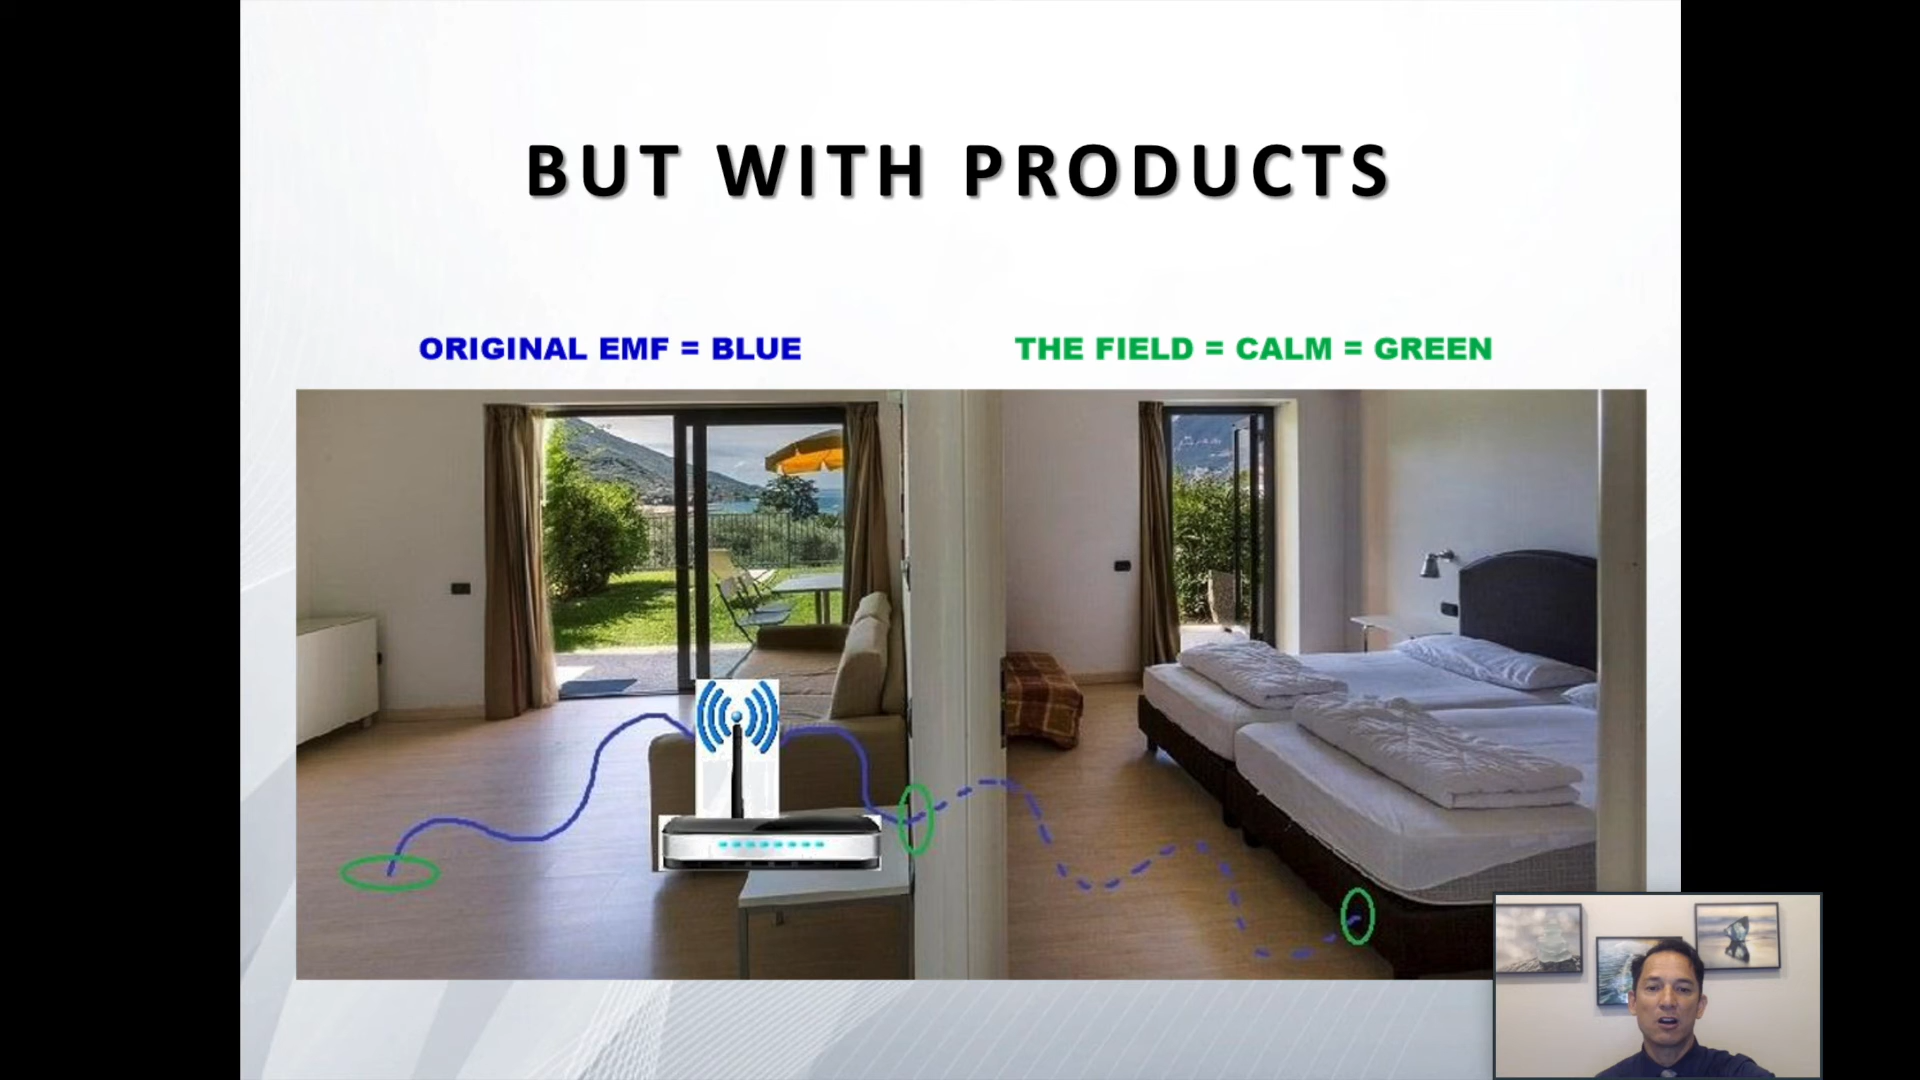 BUT WITH PRODUCTS
ORIGINAL EMF = BLUE
THE FIELD = CALM = GREEN